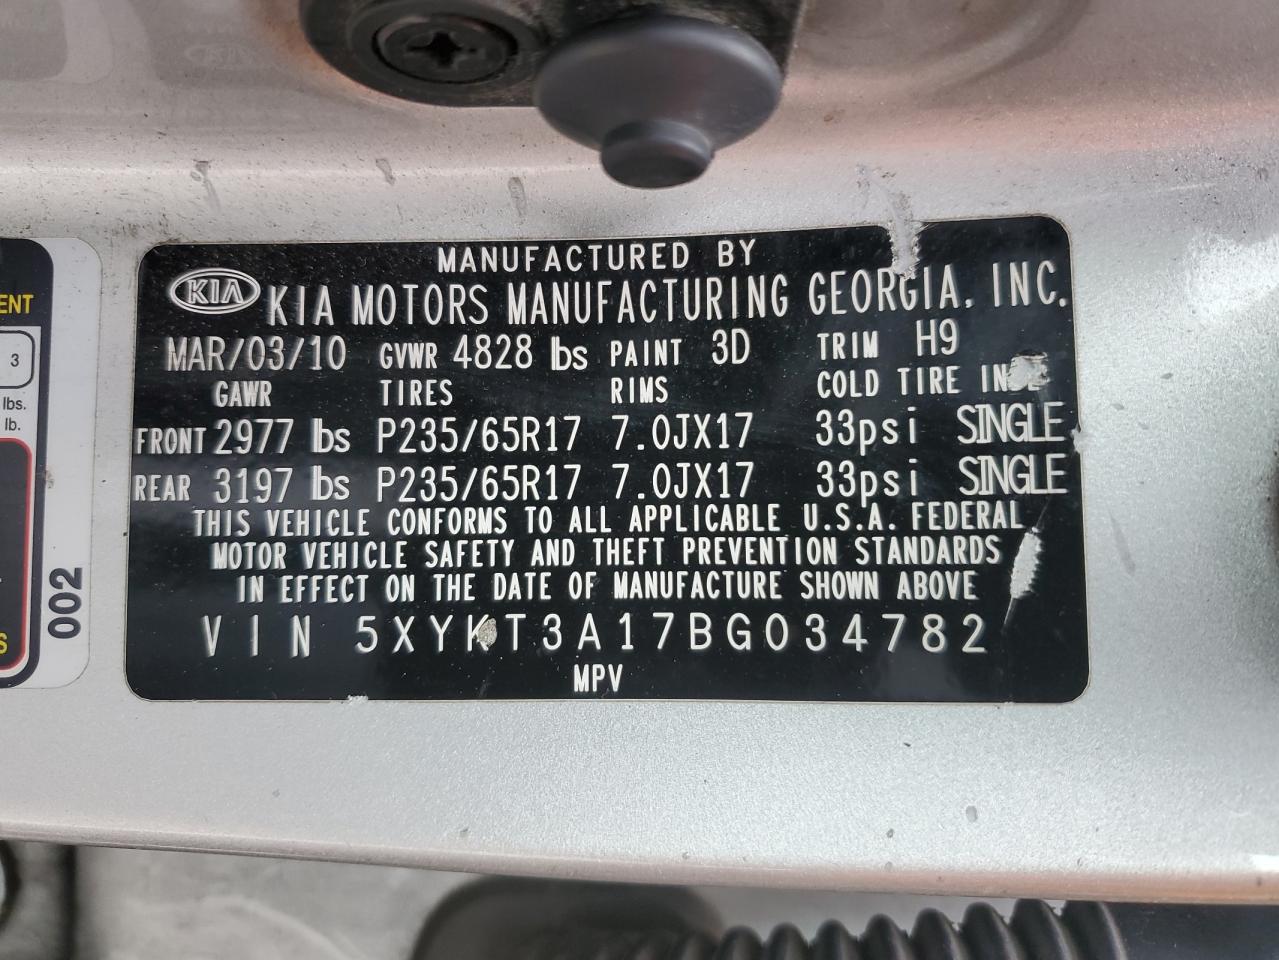 MANUFACTURED BY
KIA KIA MOTORS MANUFACTURING GEORGIA, INC.
MAR/03/10 GVWR 4828 lbs PAINT 3D TRIM H9
GAWR TIRES RIMS COLD TIRE
FRONT 2977 lbs P235/65R17 7.0JX17 33psi SINGLE
REAR 3197 lbs P235/65R17 7.0JX17 33psi SINGLE
THIS VEHICLE CONFORMS TO ALL APPLICABLE U.S.A. FEDERAL
MOTOR VEHICLE SAFETY AND THEFT PREVENTION STANDARDS
IN EFFECT ON THE DATE OF MANUFACTURE SHOWN ABOVE
VIN 5XYKT3A17BG034782
MPV
3
lbs.
lb.
002